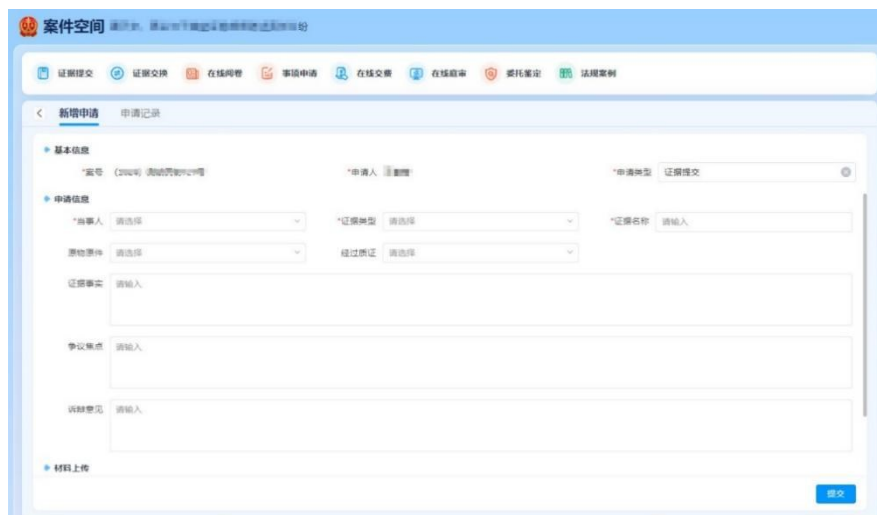 案件空间
证据提交 证据交换 在线阅卷 事项申请 在线交费 在线庭审 委托鉴定 法规案例
新增申请 申请记录
基本信息
*案号 *申请人 *申请类型 证据提交
申请信息
*当事人 请选择 *证据类型 请选择 *证据名称 请输入
原物原件 请选择 经过质证 请选择
证据事实 请输入
争议焦点 请输入
诉辩意见 请输入
材料上传
提交